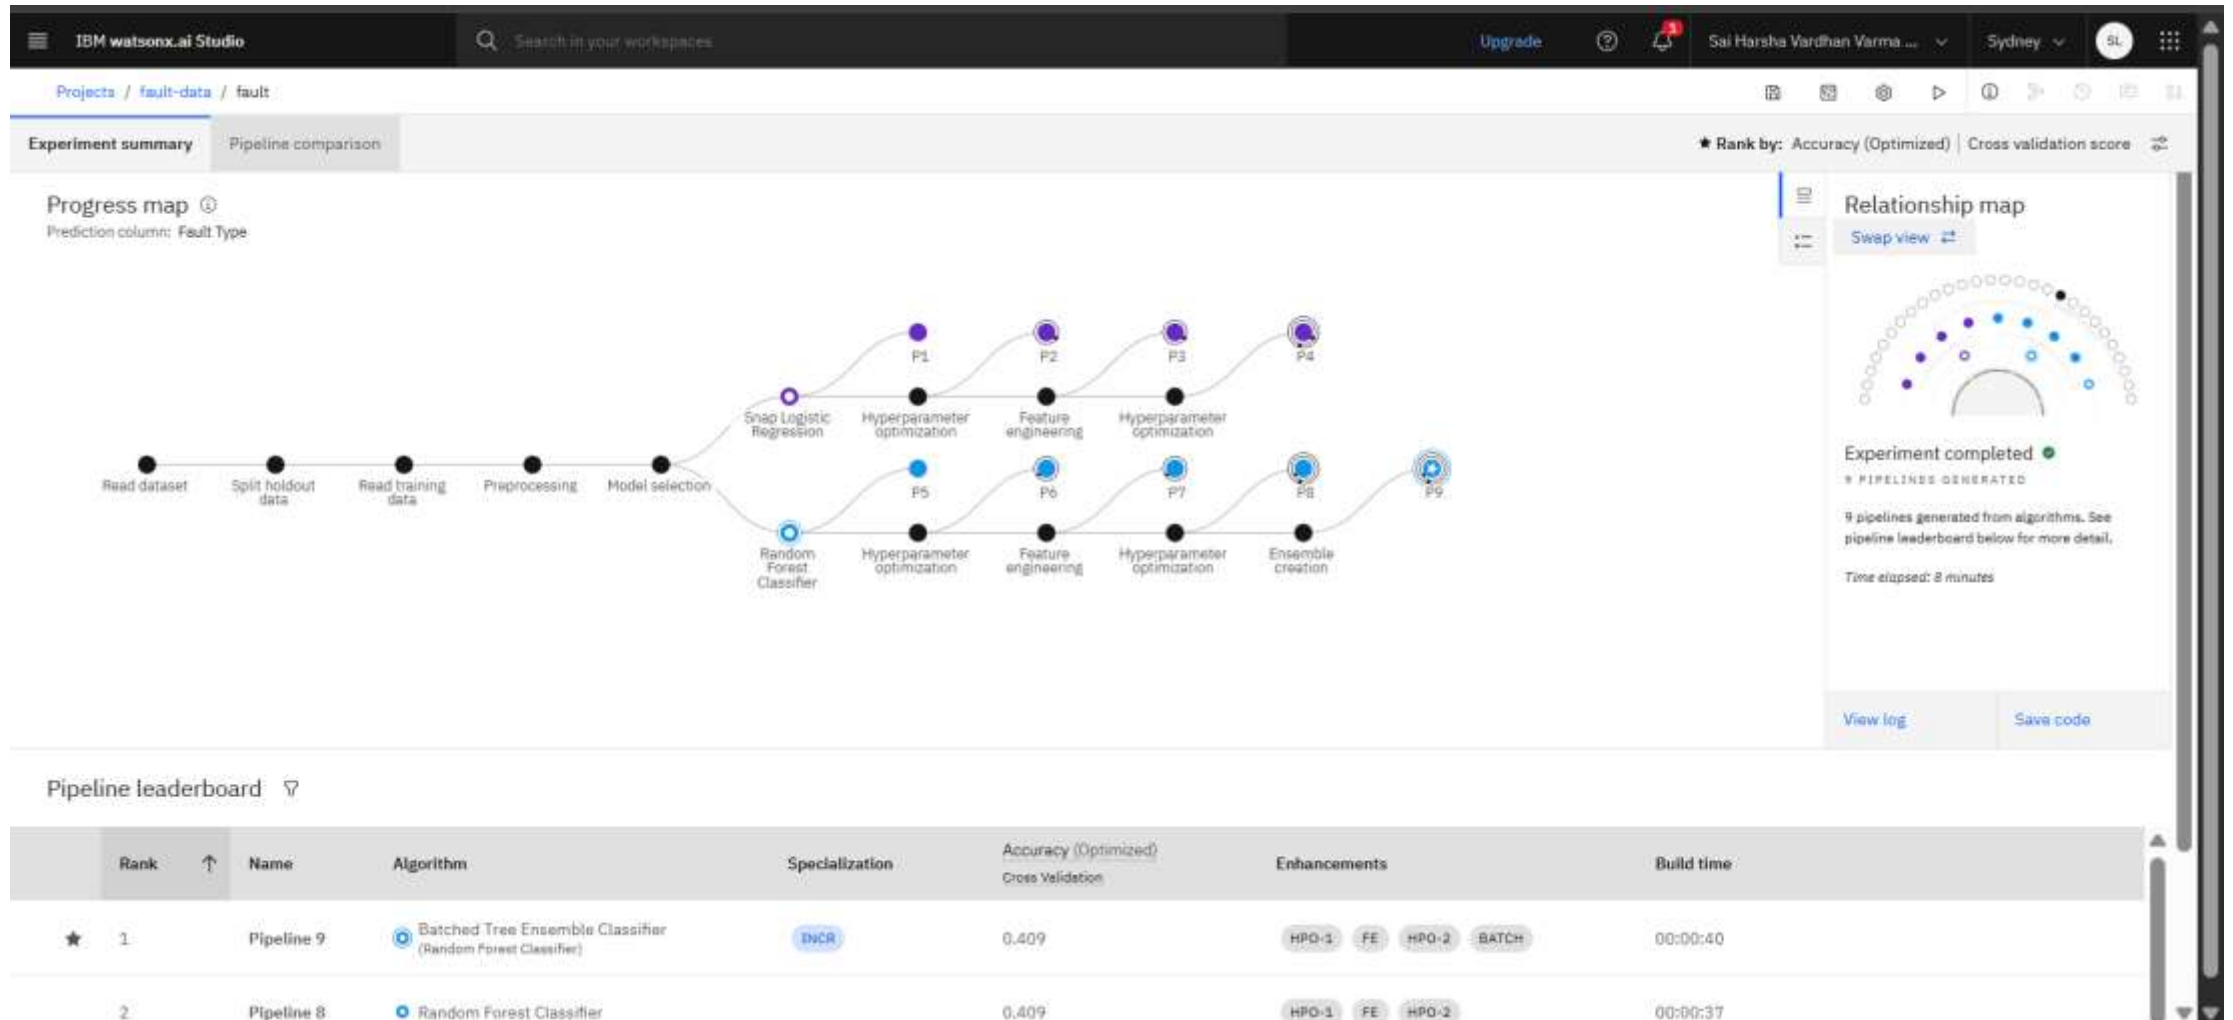 IBM watsonx.ai Studio
Search in your workspaces
Upgrade
Sai Harsha Vardhan Varma ...
Sydney
SL
Projects / fault-data / fault
Experiment summary
Pipeline comparison
★ Rank by: Accuracy (Optimized) | Cross validation score
Progress map
Prediction column: Fault Type
P1
P2
P3
P4
Snap Logistic
Regression
Hyperparameter
optimization
Feature
engineering
Hyperparameter
optimization
Read dataset
Split holdout
data
Read training
data
Preprocessing
Model selection
P5
P6
P7
P8
P9
Random
Forest
Classifier
Hyperparameter
optimization
Feature
engineering
Hyperparameter
optimization
Ensemble
creation
Relationship map
Swap view
Experiment completed
9 PIPELINES GENERATED
9 pipelines generated from algorithms. See
pipeline leaderboard below for more detail.
Time elapsed: 8 minutes
View log
Save code
Pipeline leaderboard
Rank
Name
Algorithm
Specialization
Accuracy (Optimized)
Cross Validation
Enhancements
Build time
1
Pipeline 9
Batched Tree Ensemble Classifier
(Random Forest Classifier)
INCR
0.409
HPO-1 FE HPO-2 BATCH
00:00:40
2
Pipeline 8
Random Forest Classifier
0.409
HPO-1 FE HPO-2
00:00:37